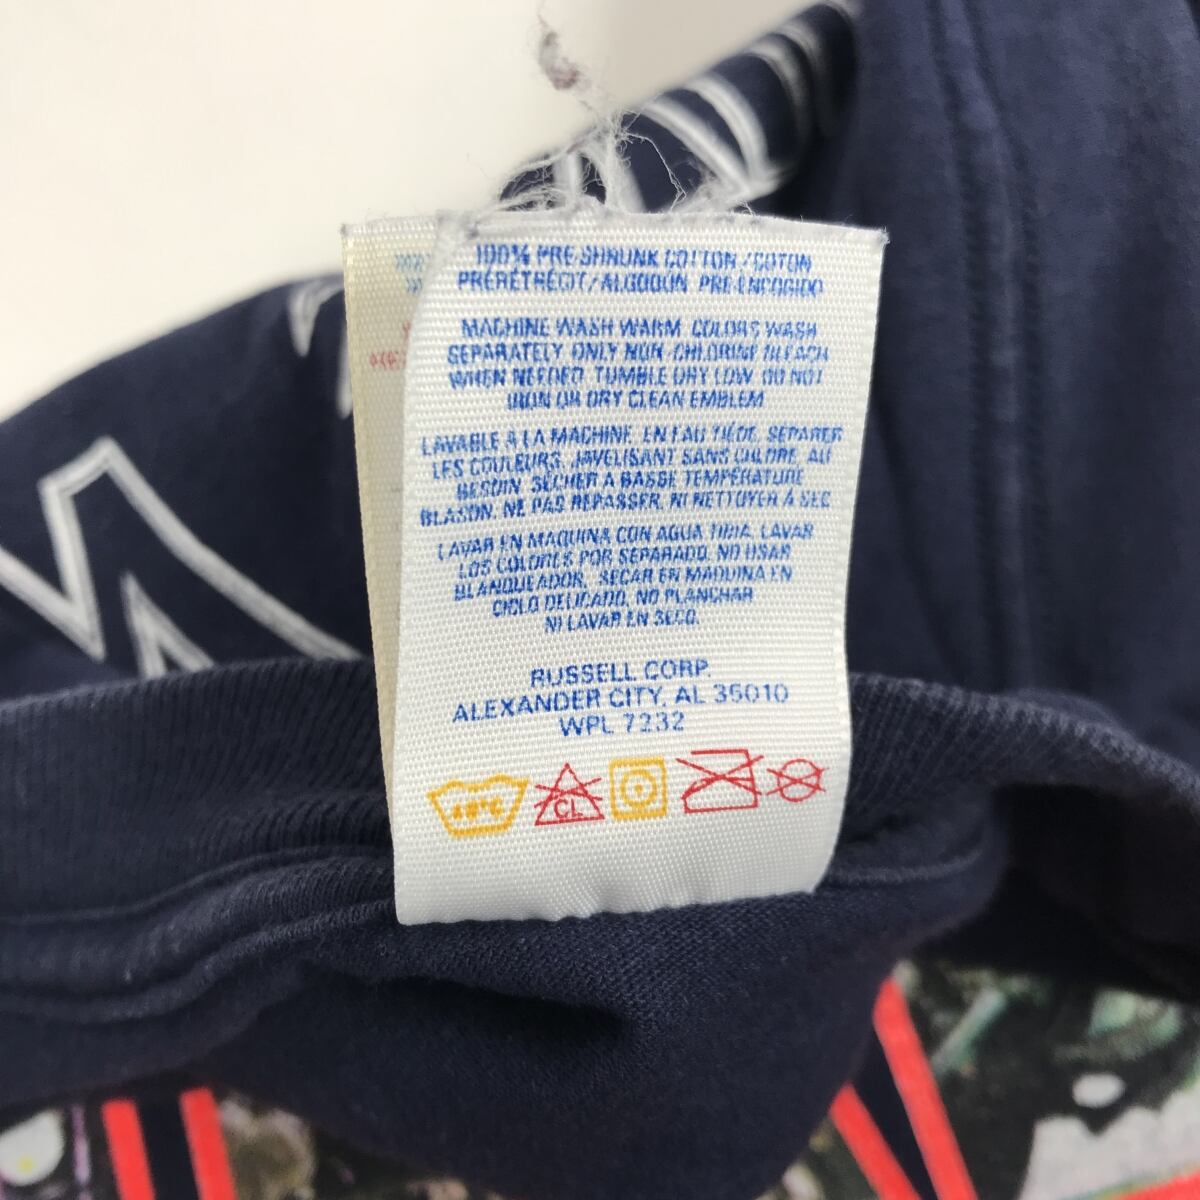 100% PRE SHRUNK COTTON / COTON
PRÉRÉTRÉCIT / ALGODÓN PRE-ENCOGIDO
MACHINE WASH WARM. COLORS WASH
SEPARATELY ONLY NON-CHLORINE BLEACH
WHEN NEEDED. TUMBLE DRY LOW. DO NOT
IRON OR DRY CLEAN EMBLEM
LAVABLE À LA MACHINE EN EAU TIÈDE, SÉPARER
LES COULEURS, JAVELISANT SANS CHLORE, AU
BESOIN, SÉCHER À BASSE TEMPÉRATURE
BLASON, NE PAS REPASSER, NI NETTOYER À SEC
LAVAR EN MAQUINA CON AGUA TIBIA, LAVAR
LOS COLORES POR SEPARADO, NO USAR
BLANQUEADOR, SECAR EN MAQUINA EN
CICLO DELICADO, NO PLANCHAR
NI LAVAR EN SECO.
RUSSELL CORP.
ALEXANDER CITY, AL 35010
WPL 7232
40°C
CL